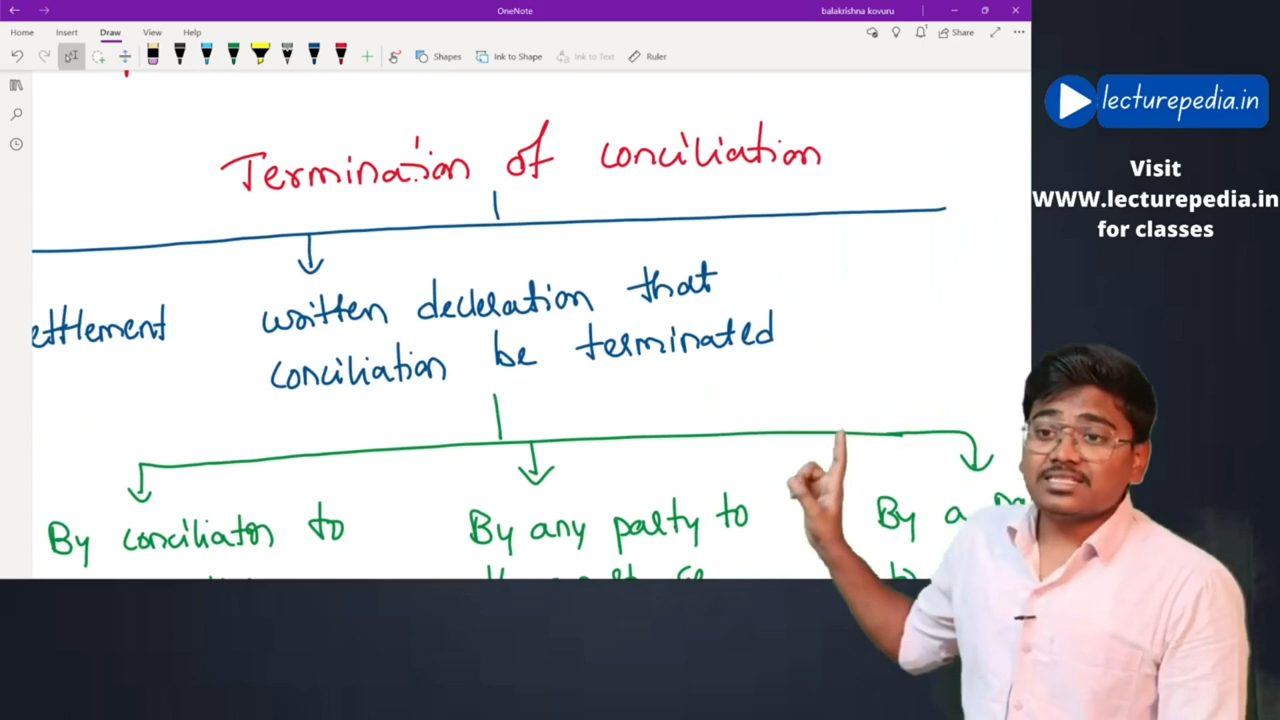 OneNote
balakrishna kovuru
Home Insert Draw View Help
Share
Shapes Ink to Shape Ink to Text Ruler
Termination of conciliation
ettlement
written decleration that
conciliation be terminated
By conciliator to
By any party to
By a
lecturepedia.in
Visit
WWW.lecturepedia.in
for classes